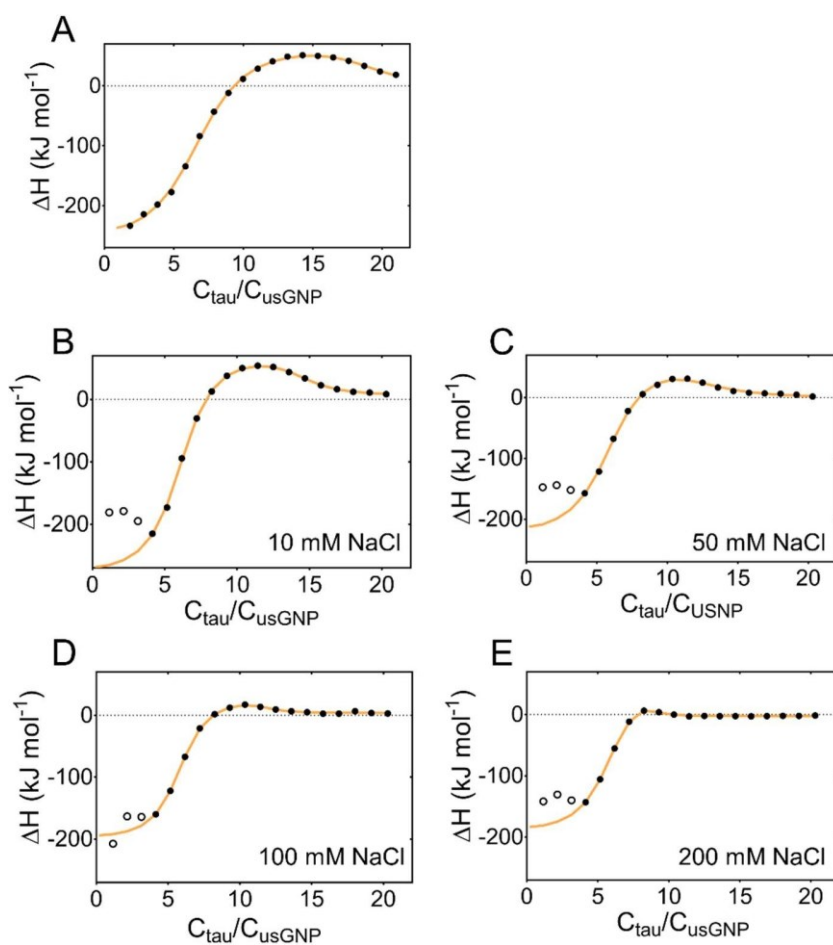 A
ΔH (kJ mol⁻¹)
0
-100
-200
0 5 10 15 20
C_tau/C_usGNP
B
ΔH (kJ mol⁻¹)
0
-100
-200
10 mM NaCl
0 5 10 15 20
C_tau/C_usGNP
C
ΔH (kJ mol⁻¹)
0
-100
-200
50 mM NaCl
0 5 10 15 20
C_tau/C_USNP
D
ΔH (kJ mol⁻¹)
0
-100
-200
100 mM NaCl
0 5 10 15 20
C_tau/C_usGNP
E
ΔH (kJ mol⁻¹)
0
-100
-200
200 mM NaCl
0 5 10 15 20
C_tau/C_usGNP